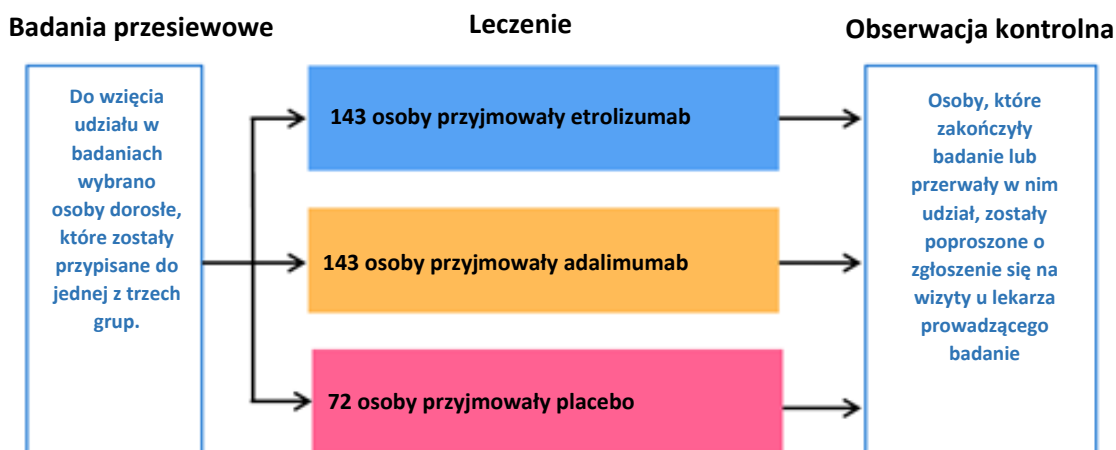 Badania przesiewowe
Leczenie
Obserwacja kontrolna
Do wzięcia
udziału w
badaniach
wybrano
osoby dorosłe,
które zostały
przypisane do
jednej z trzech
grup.
143 osoby przyjmowały etrolizumab
143 osoby przyjmowały adalimumab
72 osoby przyjmowały placebo
Osoby, które
zakończyły
badanie lub
przerwały w nim
udział, zostały
poproszone o
zgłoszenie się na
wizyty u lekarza
prowadzącego
badanie